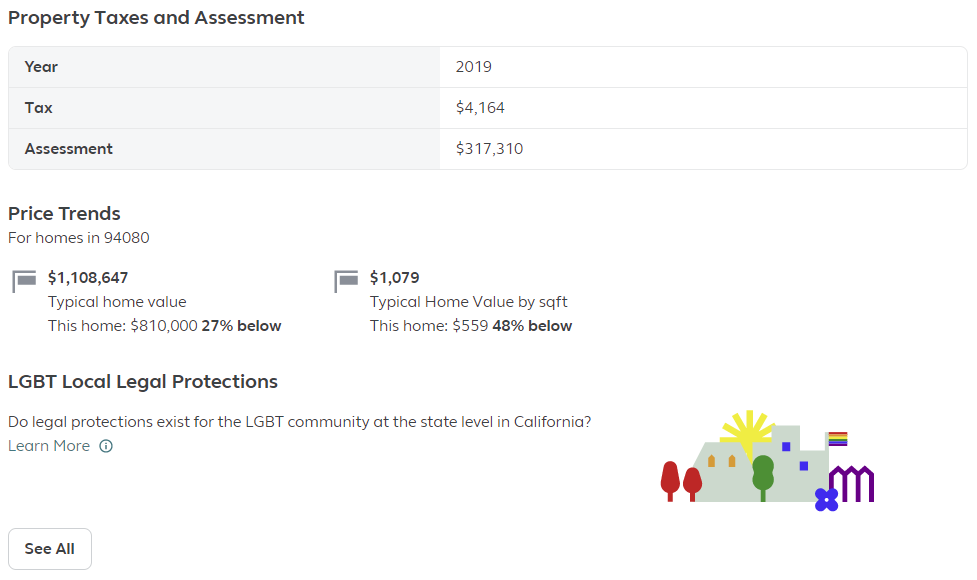 Property Taxes and Assessment
Year 2019
Tax $4,164
Assessment $317,310
Price Trends
For homes in 94080
$1,108,647
Typical home value
This home: $810,000 27% below
$1,079
Typical Home Value by sqft
This home: $559 48% below
LGBT Local Legal Protections
Do legal protections exist for the LGBT community at the state level in California?
Learn More
See All